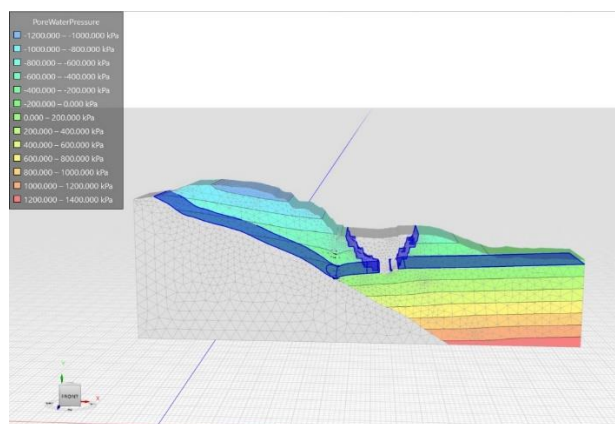 PoreWaterPressure
-1200.000 – -1000.000 kPa
-1000.000 – -800.000 kPa
-800.000 – -600.000 kPa
-600.000 – -400.000 kPa
-400.000 – -200.000 kPa
-200.000 – 0.000 kPa
0.000 – 200.000 kPa
200.000 – 400.000 kPa
400.000 – 600.000 kPa
600.000 – 800.000 kPa
800.000 – 1000.000 kPa
1000.000 – 1200.000 kPa
1200.000 – 1400.000 kPa
Y
FRONT
X